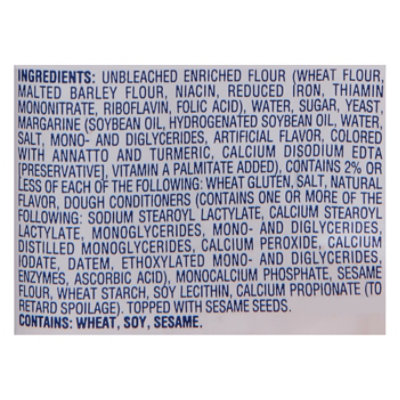 INGREDIENTS: UNBLEACHED ENRICHED FLOUR (WHEAT FLOUR,
MALTED BARLEY FLOUR, NIACIN, REDUCED IRON, THIAMIN
MONONITRATE, RIBOFLAVIN, FOLIC ACID), WATER, SUGAR, YEAST,
MARGARINE (SOYBEAN OIL, HYDROGENATED SOYBEAN OIL, WATER,
SALT, MONO- AND DIGLYCERIDES, ARTIFICIAL FLAVOR, COLORED
WITH ANNATTO AND TURMERIC, CALCIUM DISODIUM EDTA
[PRESERVATIVE], VITAMIN A PALMITATE ADDED), CONTAINS 2% OR
LESS OF EACH OF THE FOLLOWING: WHEAT GLUTEN, SALT, NATURAL
FLAVOR, DOUGH CONDITIONERS (CONTAINS ONE OR MORE OF THE
FOLLOWING: SODIUM STEAROYL LACTYLATE, CALCIUM STEAROYL
LACTYLATE, MONOGLYCERIDES, MONO- AND DIGLYCERIDES,
DISTILLED MONOGLYCERIDES, CALCIUM PEROXIDE, CALCIUM
IODATE, DATEM, ETHOXYLATED MONO- AND DIGLYCERIDES,
ENZYMES, ASCORBIC ACID), MONOCALCIUM PHOSPHATE, SESAME
FLOUR, WHEAT STARCH, SOY LECITHIN, CALCIUM PROPIONATE (TO
RETARD SPOILAGE). TOPPED WITH SESAME SEEDS.
CONTAINS: WHEAT, SOY, SESAME.